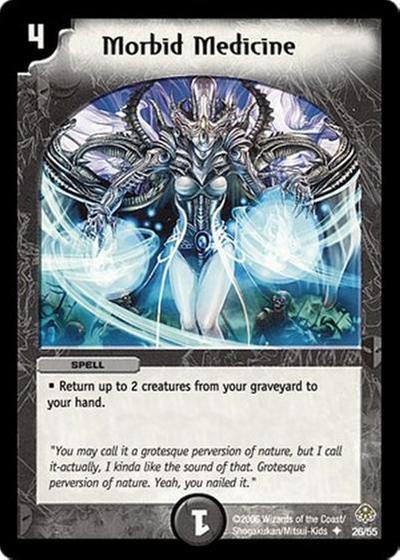 4 Morbid Medicine
SPELL
▪ Return up to 2 creatures from your graveyard to
your hand.
"You may call it a grotesque perversion of nature, but I call
it-actually, I kinda like the sound of that. Grotesque
perversion of nature. Yeah, you nailed it."
1
©2006 Wizards of the Coast/
Shogakukan/Mitsui-Kids ✦ 26/55